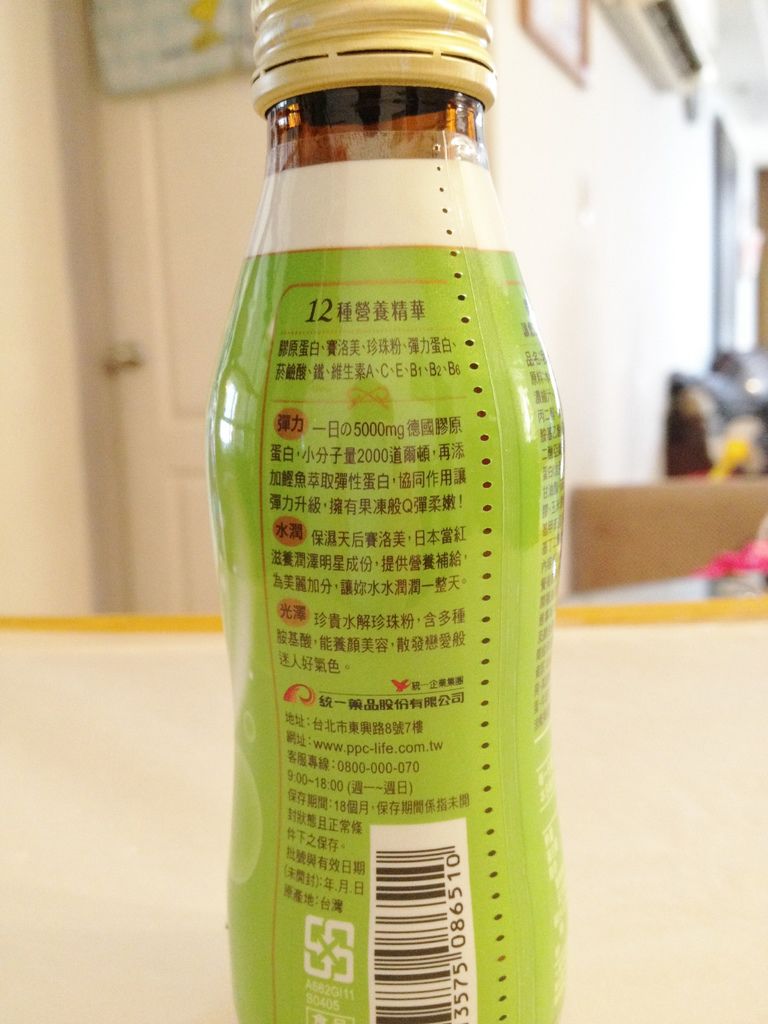 12種營養精華
膠原蛋白、賽洛美、珍珠粉、彈力蛋白、
菸鹼酸、鐵、維生素A、C、E、B1、B2、B6
彈力 一日の5000mg德國膠原
蛋白，小分子量2000道爾頓，再添
加鰹魚萃取彈性蛋白，協同作用讓
彈力升級，擁有果凍般Q彈柔嫩！
水潤 保濕天后賽洛美，日本當紅
滋養潤澤明星成份，提供營養補給，
為美麗加分，讓妳水水潤潤一整天。
光澤 珍貴水解珍珠粉，含多種
胺基酸，能養顏美容，散發戀愛般
迷人好氣色。
統一企業集團
統一藥品股份有限公司
地址：台北市東興路8號7樓
網址：www.ppc-life.com.tw
客服專線：0800-000-070
9:00~18:00 (週一~週日)
保存期間：18個月，保存期間係指未開
封狀態且正常條
件下之保存。
批號與有效日期
(未開封)：年.月.日
原產地：台灣
A682GI11
S0405
3575 086510
品名
原料